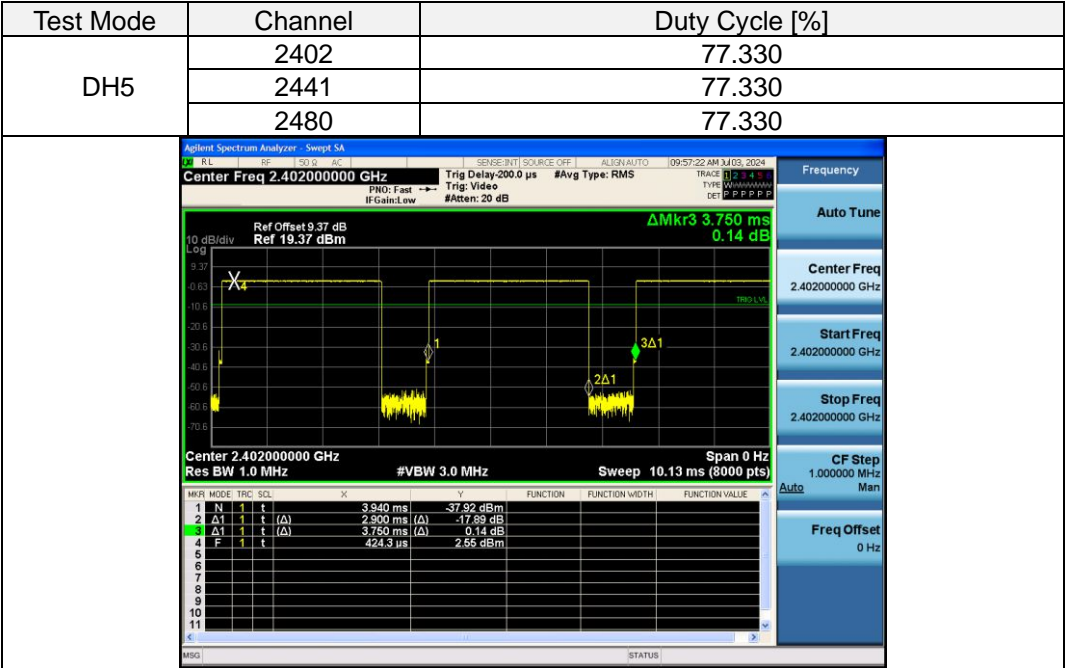 Test Mode Channel Duty Cycle [%]
DH5
2402 77.330
2441 77.330
2480 77.330
Agilent Spectrum Analyzer - Swept SA
RL RF 50 Ω AC SENSE:INT SOURCE OFF ALIGN AUTO 09:57:22 AM Jul 03, 2024
Center Freq 2.402000000 GHz
PNO: Fast
IFGain:Low
Trig Delay-200.0 µs #Avg Type: RMS
Trig: Video
#Atten: 20 dB
TRACE 1 2 3 4 5 6
TYPE
DET P P P P P P
ΔMkr3 3.750 ms
0.14 dB
Ref Offset 9.37 dB
10 dB/div Ref 19.37 dBm
Log
9.37
-0.63
-10.6
-20.6
-30.6
-40.6
-50.6
-60.6
-70.6
4
TRIG LVL
1
3Δ1
2Δ1
Center 2.402000000 GHz Span 0 Hz
Res BW 1.0 MHz #VBW 3.0 MHz Sweep 10.13 ms (8000 pts)
MKR MODE TRC SCL X Y FUNCTION FUNCTION WIDTH FUNCTION VALUE
1 N 1 t 3.940 ms -37.92 dBm
2 Δ1 1 t (Δ) 2.900 ms (Δ) -17.89 dB
3 Δ1 1 t (Δ) 3.750 ms (Δ) 0.14 dB
4 F 1 t 424.3 µs 2.55 dBm
5
6
7
8
9
10
11
MSG STATUS
Frequency
Auto Tune
Center Freq
2.402000000 GHz
Start Freq
2.402000000 GHz
Stop Freq
2.402000000 GHz
CF Step
1.000000 MHz
Auto Man
Freq Offset
0 Hz